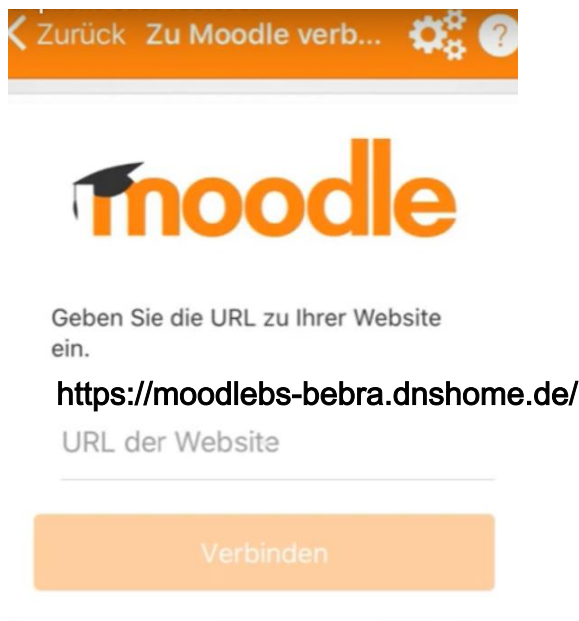 Zurück Zu Moodle verb...
?
moodle
Geben Sie die URL zu Ihrer Website
ein.
https://moodlebs-bebra.dnshome.de/
URL der Website
Verbinden